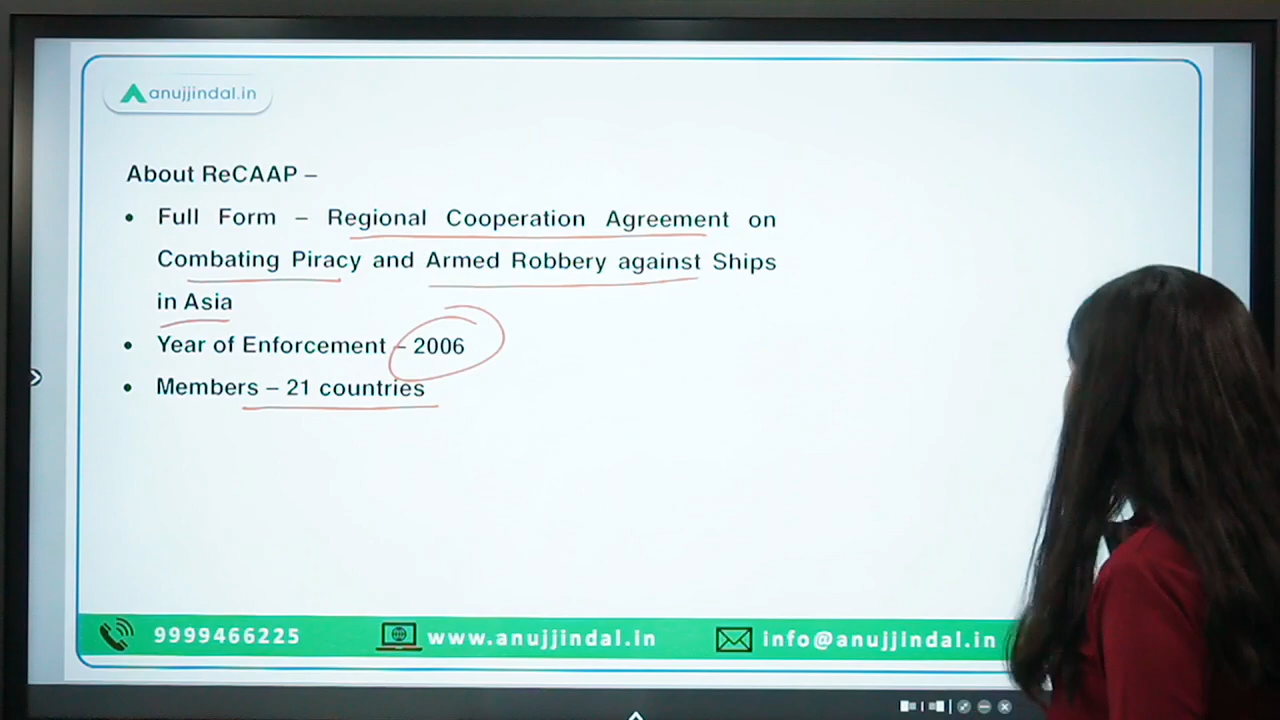 anujjindal.in
About ReCAAP –
• Full Form – Regional Cooperation Agreement on
Combating Piracy and Armed Robbery against Ships
in Asia
• Year of Enforcement – 2006
• Members – 21 countries
9999466225 www.anujjindal.in info@anujjindal.in